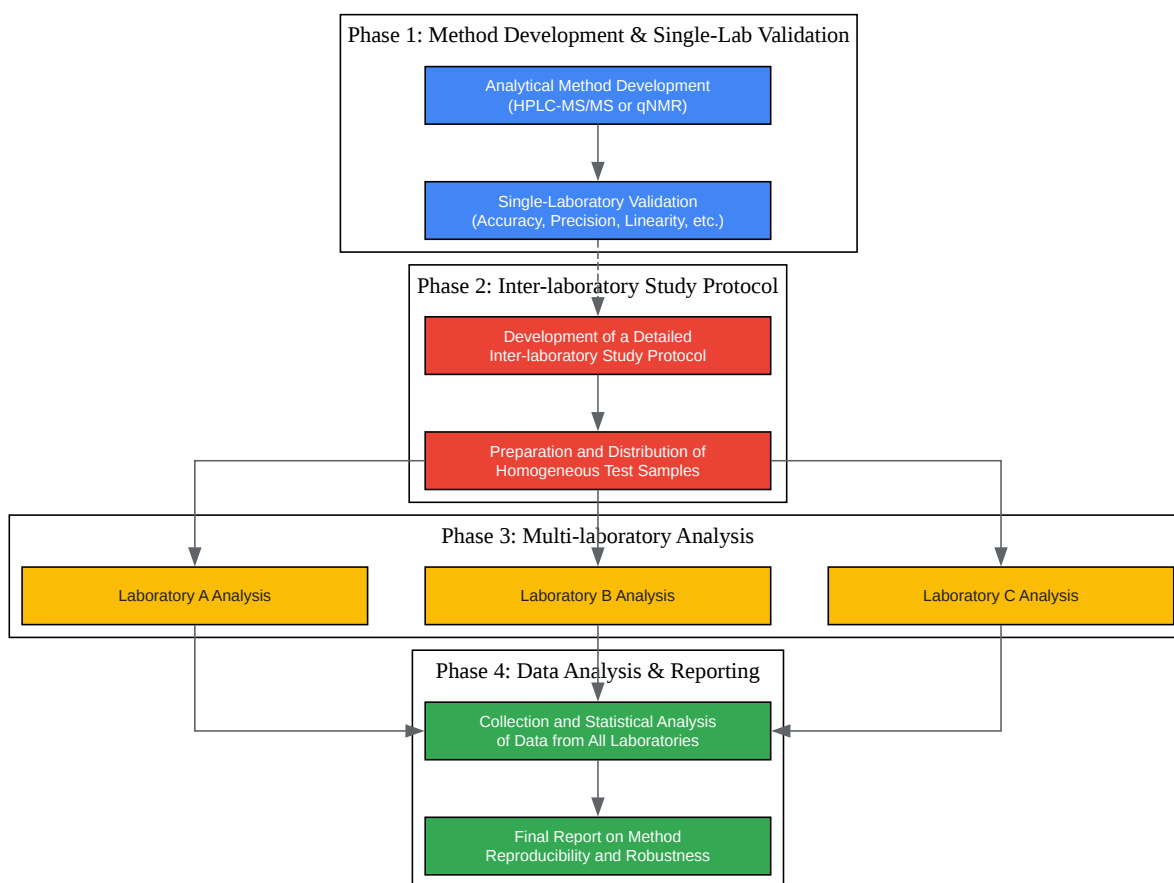 Phase 1: Method Development & Single-Lab Validation
Analytical Method Development
(HPLC-MS/MS or qNMR)
Single-Laboratory Validation
(Accuracy, Precision, Linearity, etc.)
Phase 2: Inter-laboratory Study Protocol
Development of a Detailed
Inter-laboratory Study Protocol
Preparation and Distribution of
Homogeneous Test Samples
Phase 3: Multi-laboratory Analysis
Laboratory A Analysis
Laboratory B Analysis
Laboratory C Analysis
Phase 4: Data Analysis & Reporting
Collection and Statistical Analysis
of Data from All Laboratories
Final Report on Method
Reproducibility and Robustness